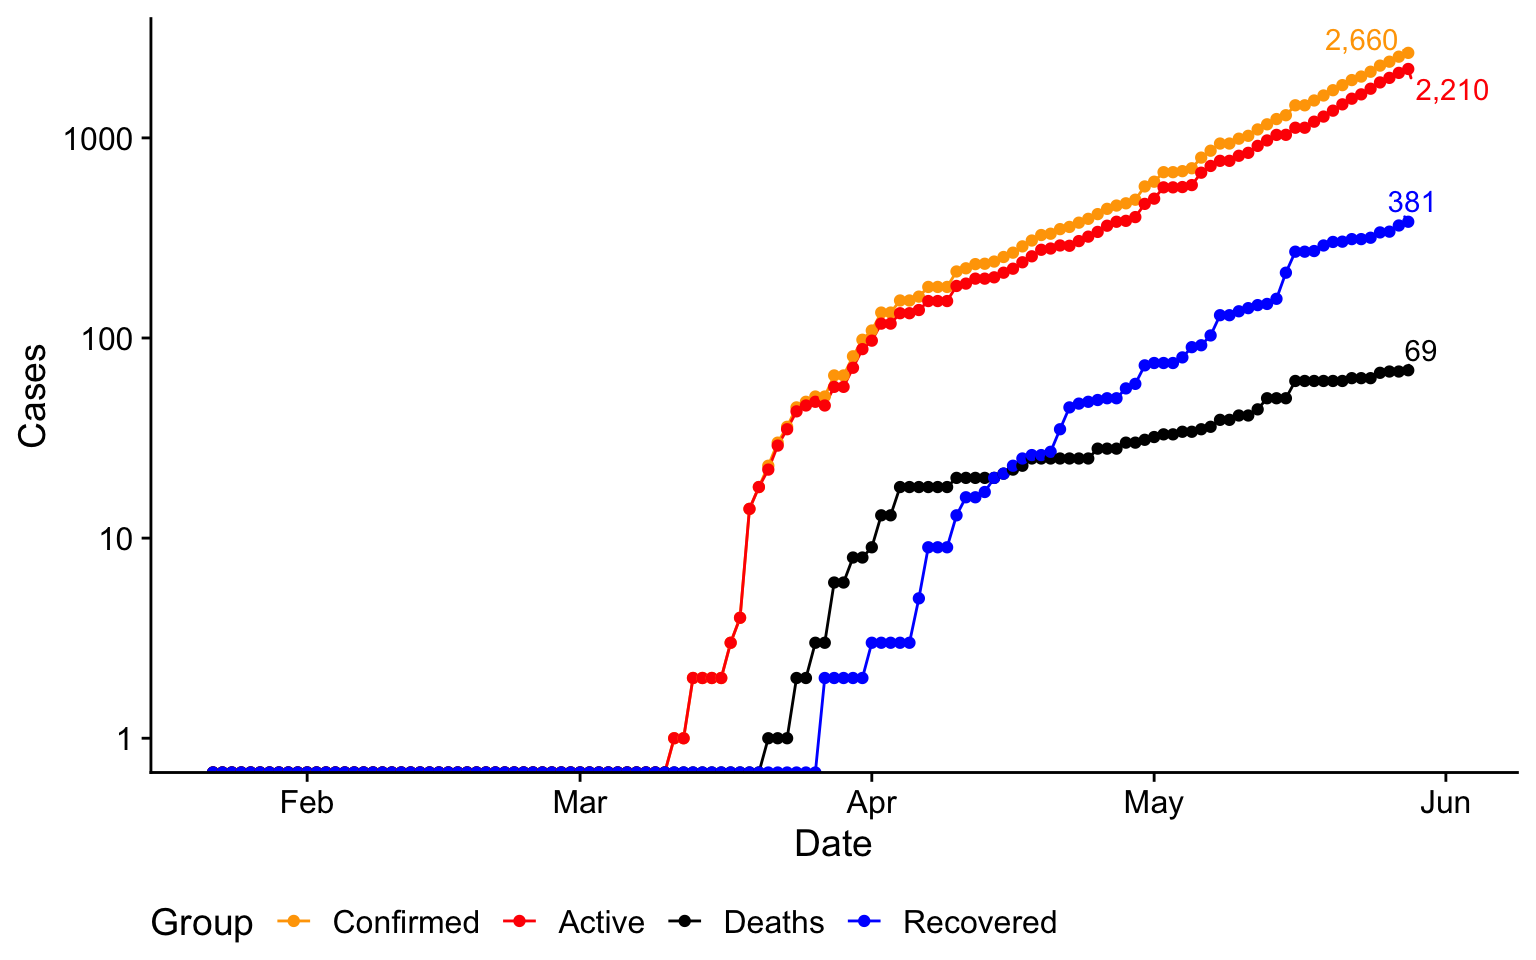 2,660
2,210
381
69
1000
100
10
1
Cases
Feb Mar Apr May Jun
Date
Group Confirmed Active Deaths Recovered